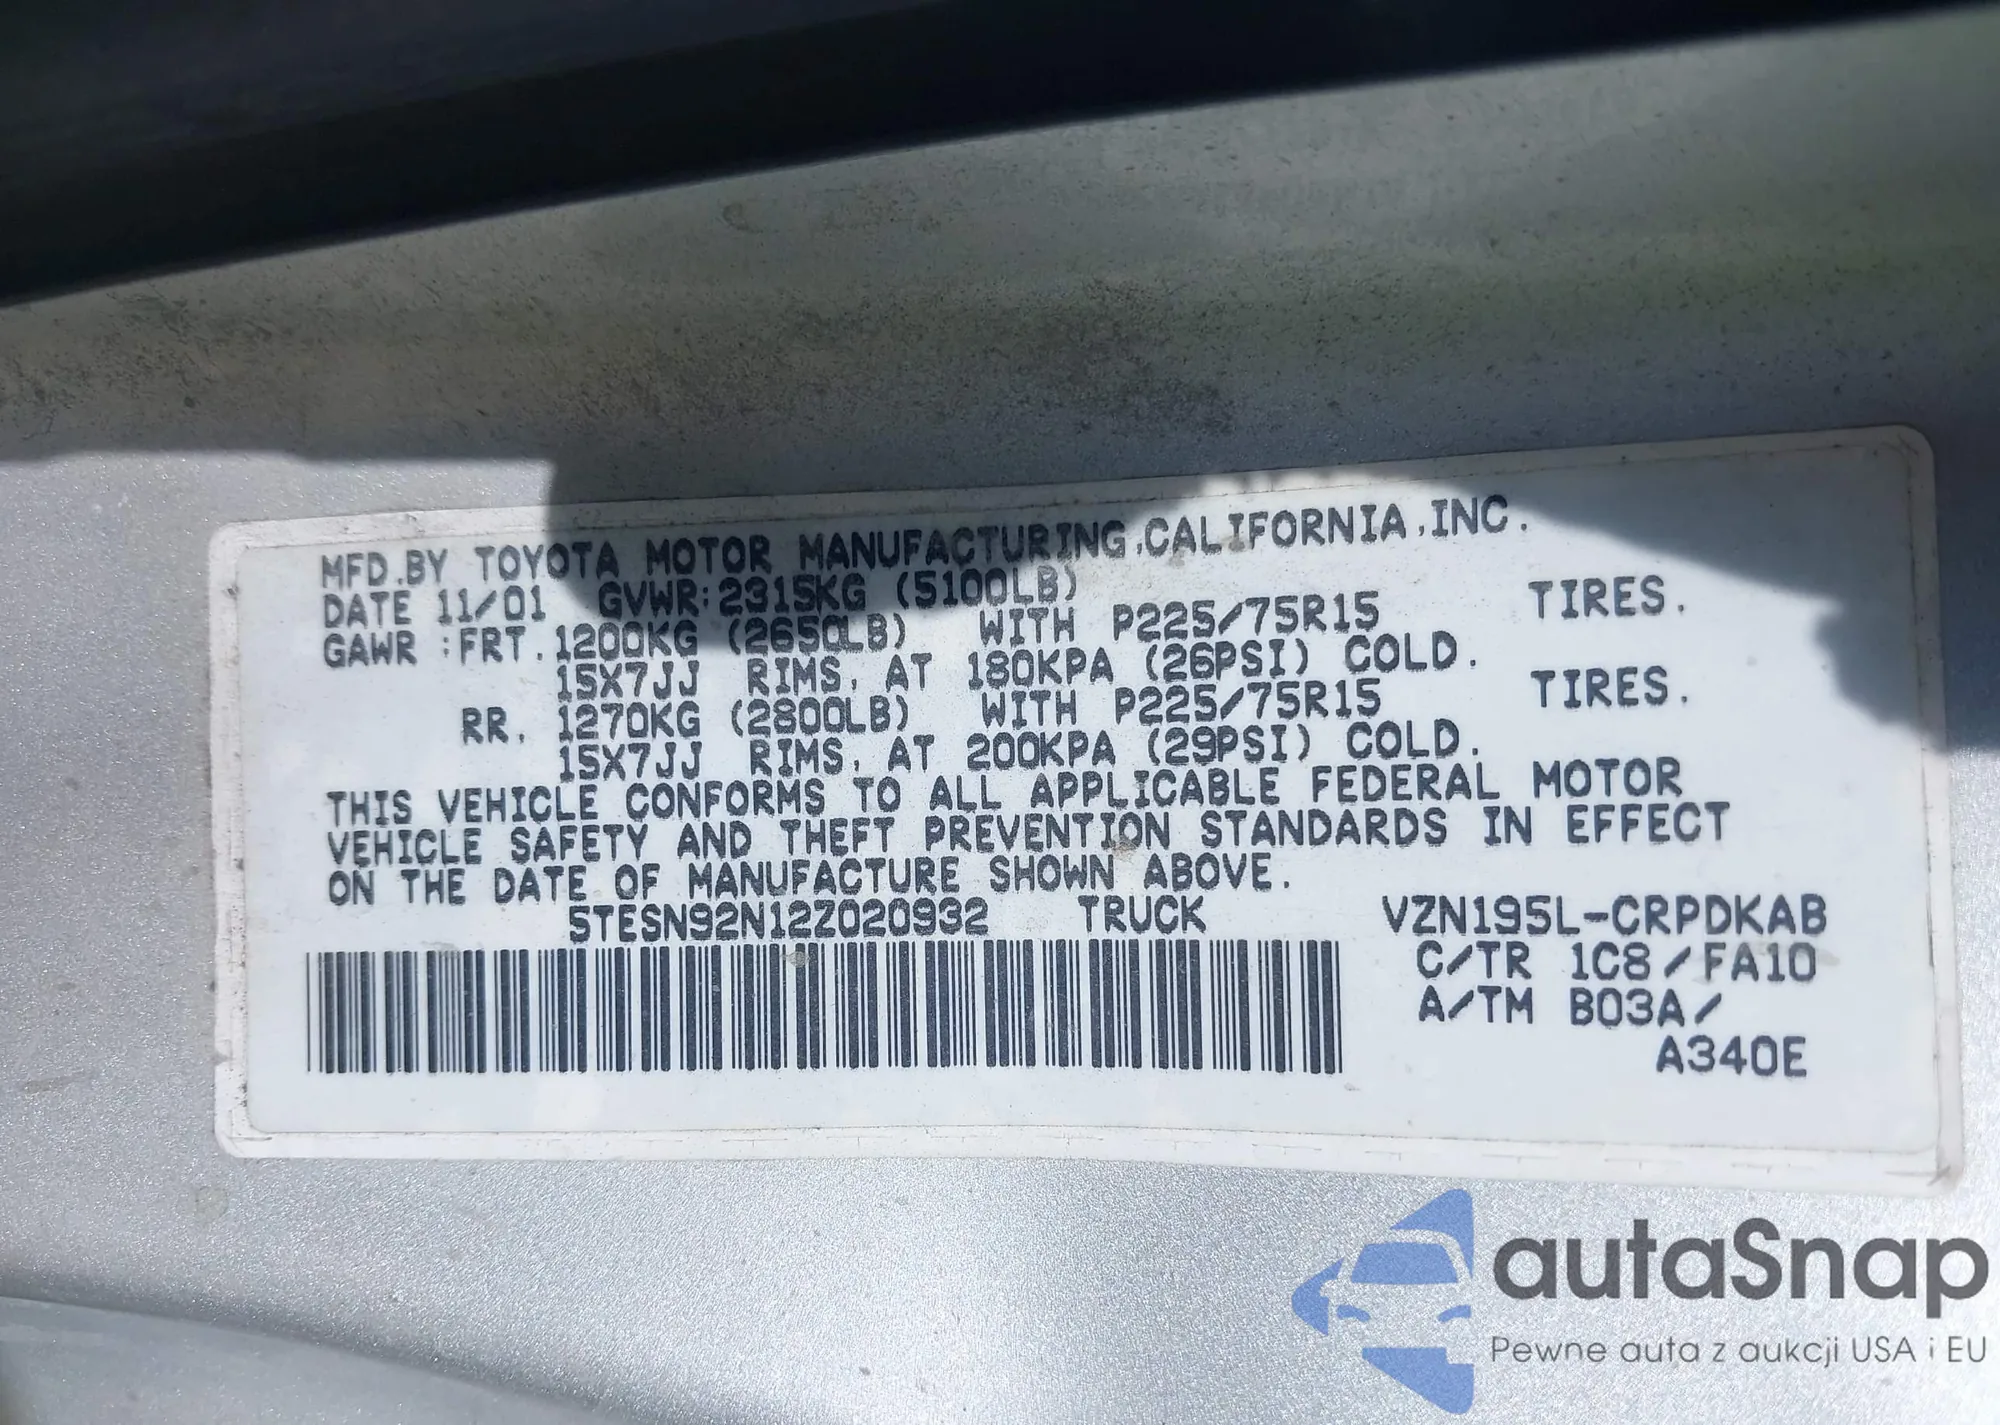 MFD.BY TOYOTA MOTOR MANUFACTURING,CALIFORNIA,INC.
DATE 11/01 GVWR:2315KG (5100LB)
GAWR :FRT. 1200KG (2650LB) WITH P225/75R15 TIRES.
15X7JJ RIMS, AT 180KPA (26PSI) COLD.
RR. 1270KG (2800LB) WITH P225/75R15 TIRES.
15X7JJ RIMS, AT 200KPA (29PSI) COLD.
THIS VEHICLE CONFORMS TO ALL APPLICABLE FEDERAL MOTOR
VEHICLE SAFETY AND THEFT PREVENTION STANDARDS IN EFFECT
ON THE DATE OF MANUFACTURE SHOWN ABOVE.
5TESN92N12Z020932 TRUCK VZN195L-CRPDKAB
C/TR 1C8/FA10
A/TM B03A/
A340E
autaSnap
Pewne auta z aukcji USA i EU